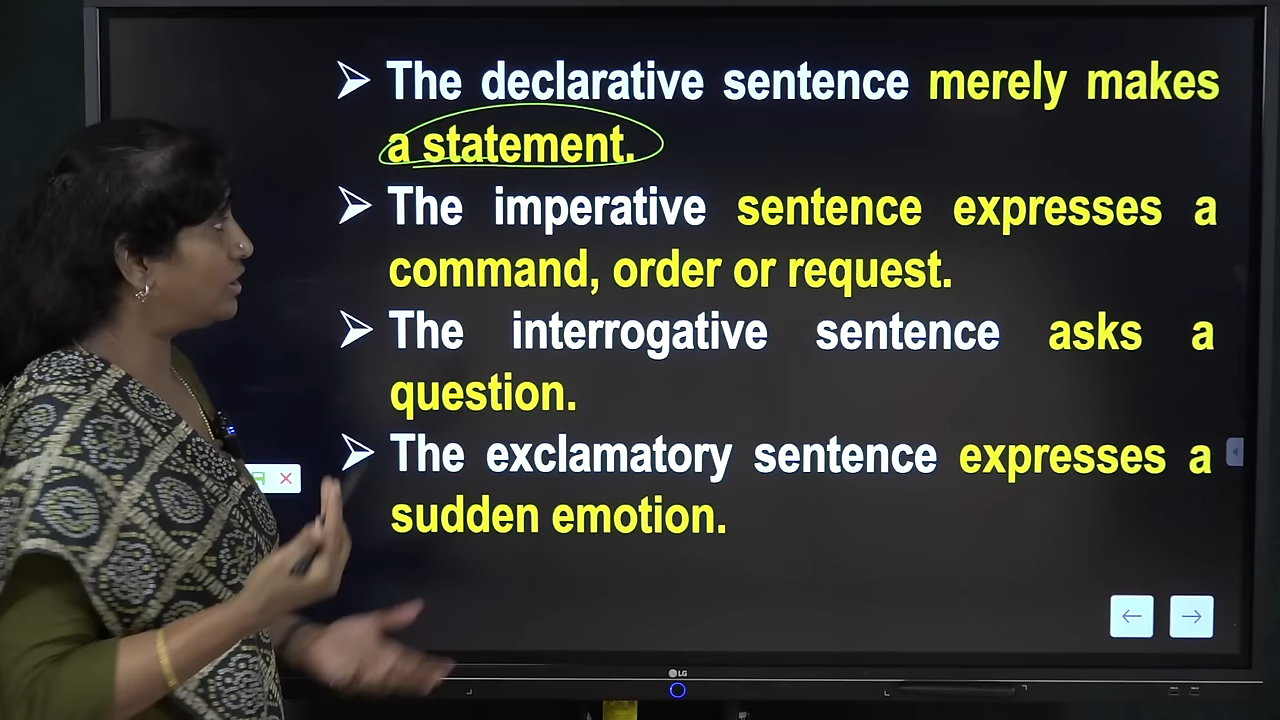 ➢ The declarative sentence merely makes
a statement.
➢ The imperative sentence expresses a
command, order or request.
➢ The interrogative sentence asks a
question.
➢ The exclamatory sentence expresses a
sudden emotion.
LG